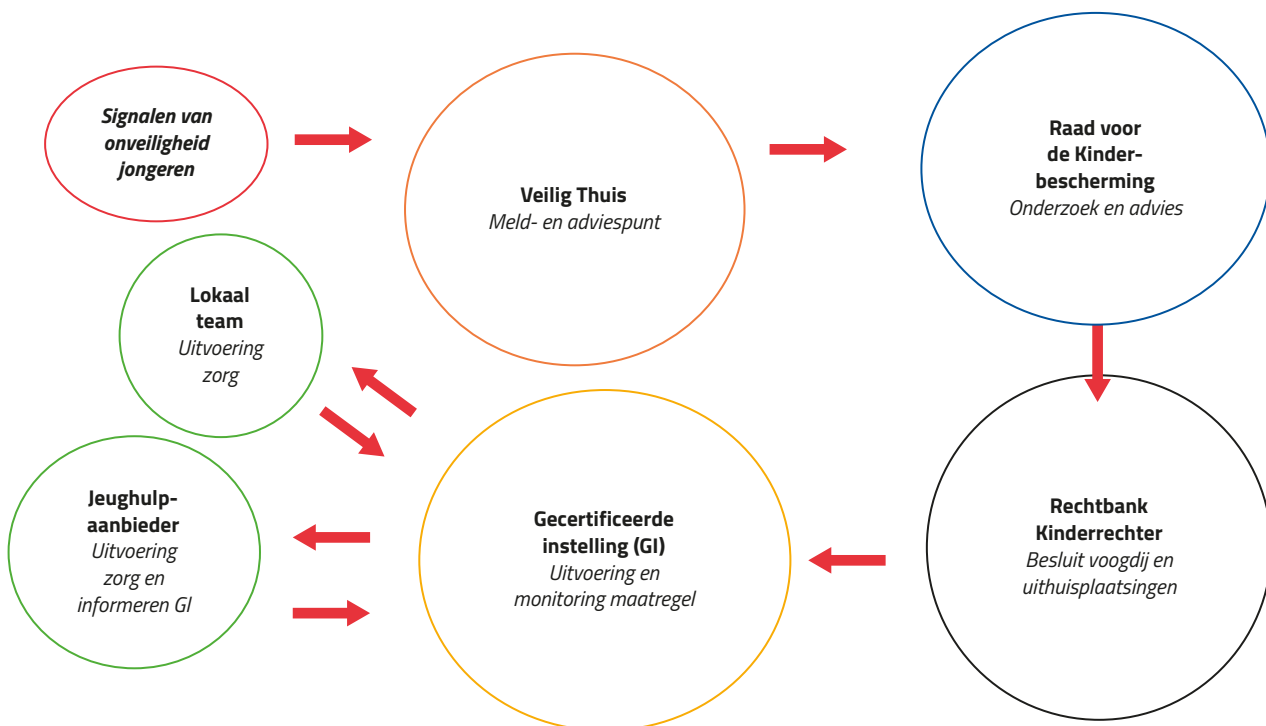 Signalen van
onveiligheid
jongeren
Veilig Thuis
Meld- en adviespunt
Raad voor
de Kinder-
bescherming
Onderzoek en advies
Lokaal
team
Uitvoering
zorg
Jeughulp-
aanbieder
Uitvoering
zorg en
informeren GI
Gecertificeerde
instelling (GI)
Uitvoering en
monitoring maatregel
Rechtbank
Kinderrechter
Besluit voogdij en
uithuisplaatsingen